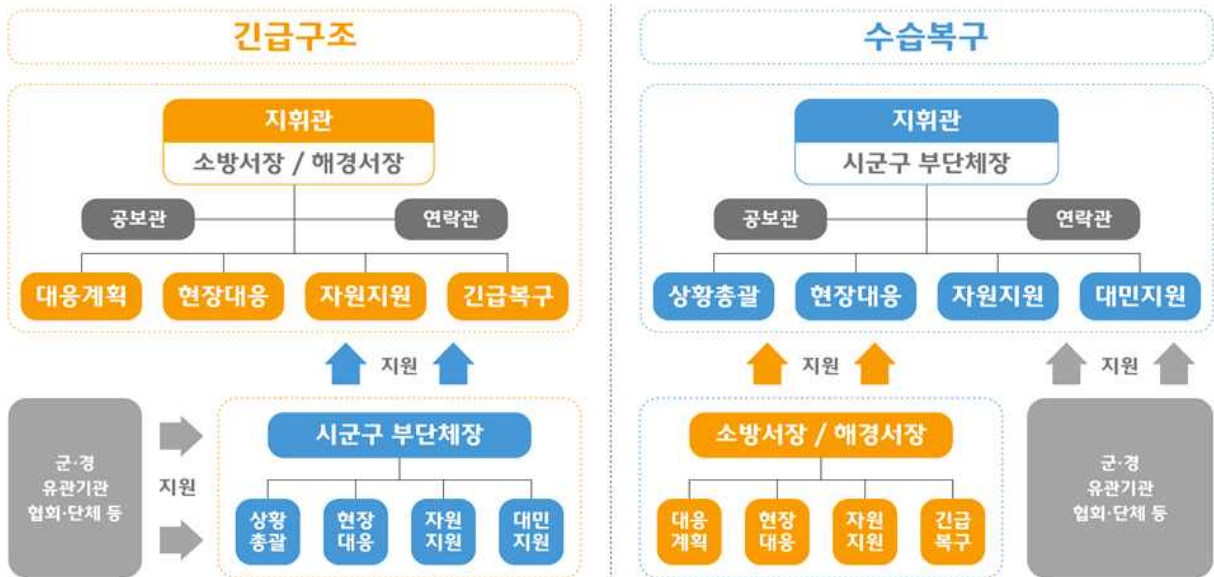 긴급구조
지휘관
소방서장 / 해경서장
공보관
연락관
대응계획
현장대응
자원지원
긴급복구
지원
군·경
유관기관
협회·단체 등
지원
시군구 부단체장
상황
총괄
현장
대응
자원
지원
대민
지원
수습복구
지휘관
시군구 부단체장
공보관
연락관
상황총괄
현장대응
자원지원
대민지원
지원
지원
소방서장 / 해경서장
대응
계획
현장
대응
자원
지원
긴급
복구
군·경
유관기관
협회·단체 등